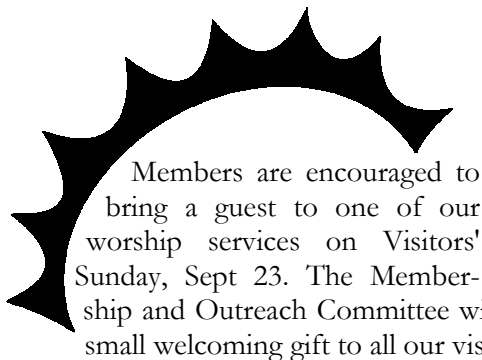 Members are encouraged to
bring a guest to one of our
worship services on Visitors'
Sunday, Sept 23. The Member-
ship and Outreach Committee
small welcoming gift to all our